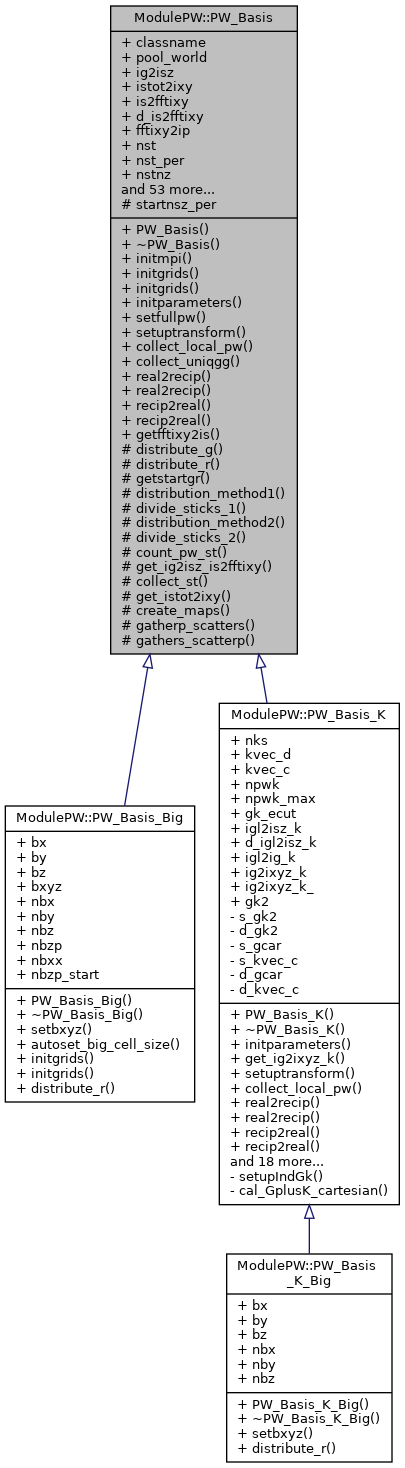 ModulePW::PW_Basis
+ classname
+ pool_world
+ ig2isz
+ istot2ixy
+ is2fftixy
+ d_is2fftixy
+ fftixy2ip
+ nst
+ nst_per
+ nstnz
and 53 more...
# startnsz_per
+ PW_Basis()
+ ~PW_Basis()
+ initmpi()
+ initgrids()
+ initgrids()
+ initparameters()
+ setfullpw()
+ setuptransform()
+ collect_local_pw()
+ collect_uniqgg()
+ real2recip()
+ real2recip()
+ recip2real()
+ recip2real()
+ getfftixy2is()
# distribute_g()
# distribute_r()
# getstartgr()
# distribution_method1()
# divide_sticks_1()
# distribution_method2()
# divide_sticks_2()
# count_pw_st()
# get_ig2isz_is2fftixy()
# collect_st()
# get_istot2ixy()
# create_maps()
# gatherp_scatters()
# gathers_scatterp()
ModulePW::PW_Basis_K
+ nks
+ kvec_d
+ kvec_c
+ npwk
+ npwk_max
+ gk_ecut
+ igl2isz_k
+ d_igl2isz_k
+ igl2ig_k
+ ig2ixyz_k
+ ig2ixyz_k_
+ gk2
- s_gk2
- d_gk2
- s_gcar
- s_kvec_c
- d_gcar
- d_kvec_c
+ PW_Basis_K()
+ ~PW_Basis_K()
+ initparameters()
+ get_ig2ixyz_k()
+ setuptransform()
+ collect_local_pw()
+ real2recip()
+ real2recip()
+ recip2real()
+ recip2real()
and 18 more...
- setupIndGk()
- cal_GplusK_cartesian()
ModulePW::PW_Basis_Big
+ bx
+ by
+ bz
+ bxyz
+ nbx
+ nby
+ nbz
+ nbzp
+ nbxx
+ nbzp_start
+ PW_Basis_Big()
+ ~PW_Basis_Big()
+ setbxyz()
+ autoset_big_cell_size()
+ initgrids()
+ initgrids()
+ distribute_r()
ModulePW::PW_Basis
_K_Big
+ bx
+ by
+ bz
+ nbx
+ nby
+ nbz
+ PW_Basis_K_Big()
+ ~PW_Basis_K_Big()
+ setbxyz()
+ distribute_r()